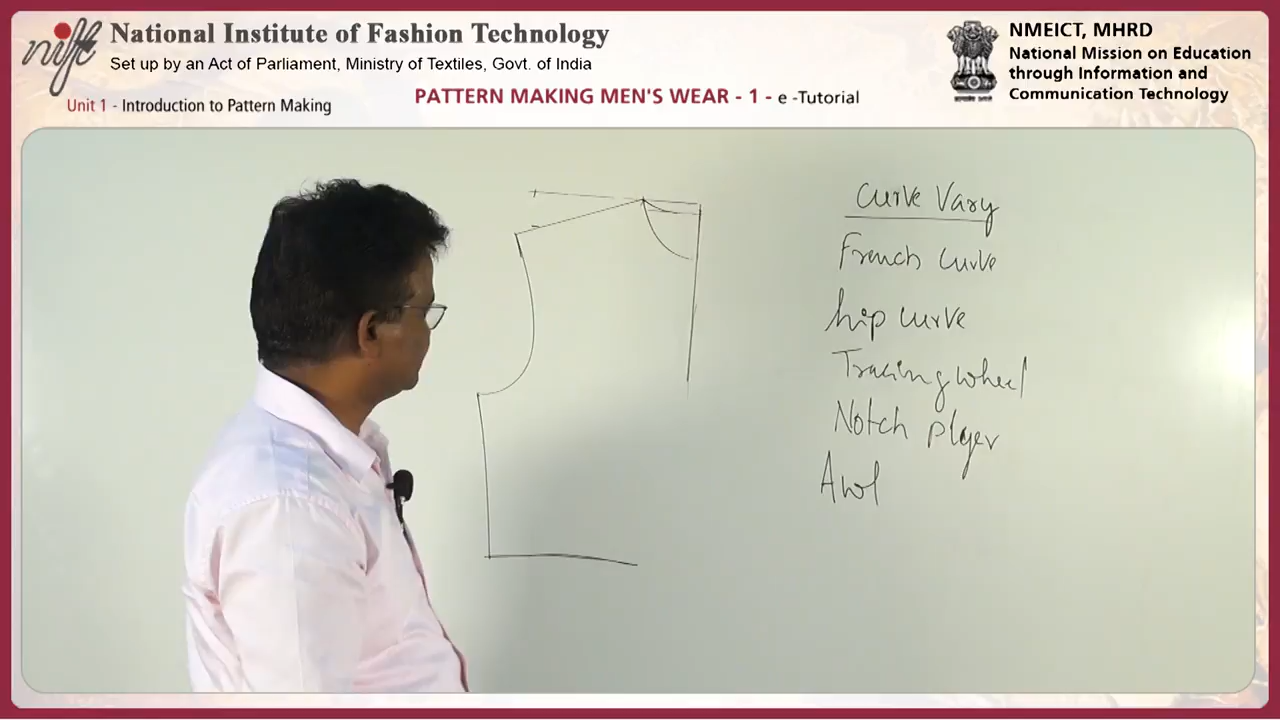 nift
National Institute of Fashion Technology
Set up by an Act of Parliament, Ministry of Textiles, Govt. of India
Unit 1 - Introduction to Pattern Making
PATTERN MAKING MEN'S WEAR - 1 - e -Tutorial
NMEICT, MHRD
National Mission on Education
through Information and
Communication Technology
Curve Vary
French Curve
hip curve
Tracing wheel
Notch plyer
Awl